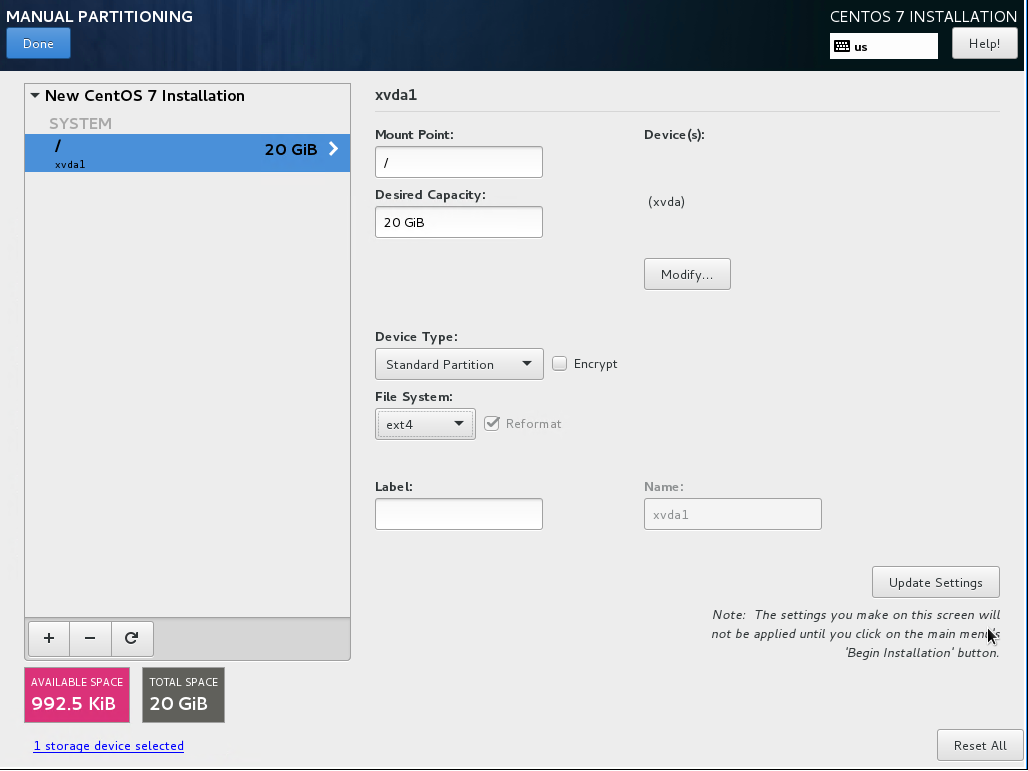 MANUAL PARTITIONING
CENTOS 7 INSTALLATION
Done
us
Help!
New CentOS 7 Installation
SYSTEM
/
20 GiB
xvda1
xvda1
Mount Point:
Device(s):
/
Desired Capacity:
(xvda)
20 GiB
Modify...
Device Type:
Standard Partition
Encrypt
File System:
ext4
Reformat
Label:
Name:
xvda1
Update Settings
Note: The settings you make on this screen will
not be applied until you click on the main menu's
'Begin Installation' button.
+ −
AVAILABLE SPACE
992.5 KiB
TOTAL SPACE
20 GiB
1 storage device selected
Reset All